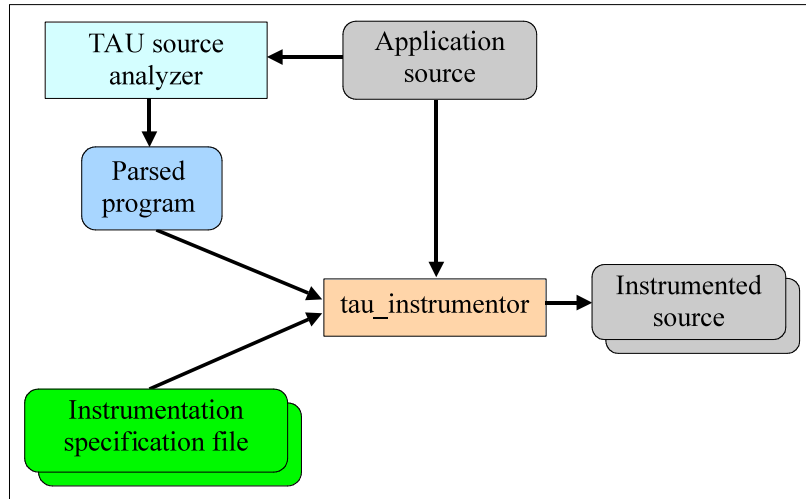 TAU source
analyzer
Application
source
Parsed
program
tau_instrumentor
Instrumented
source
Instrumentation
specification file